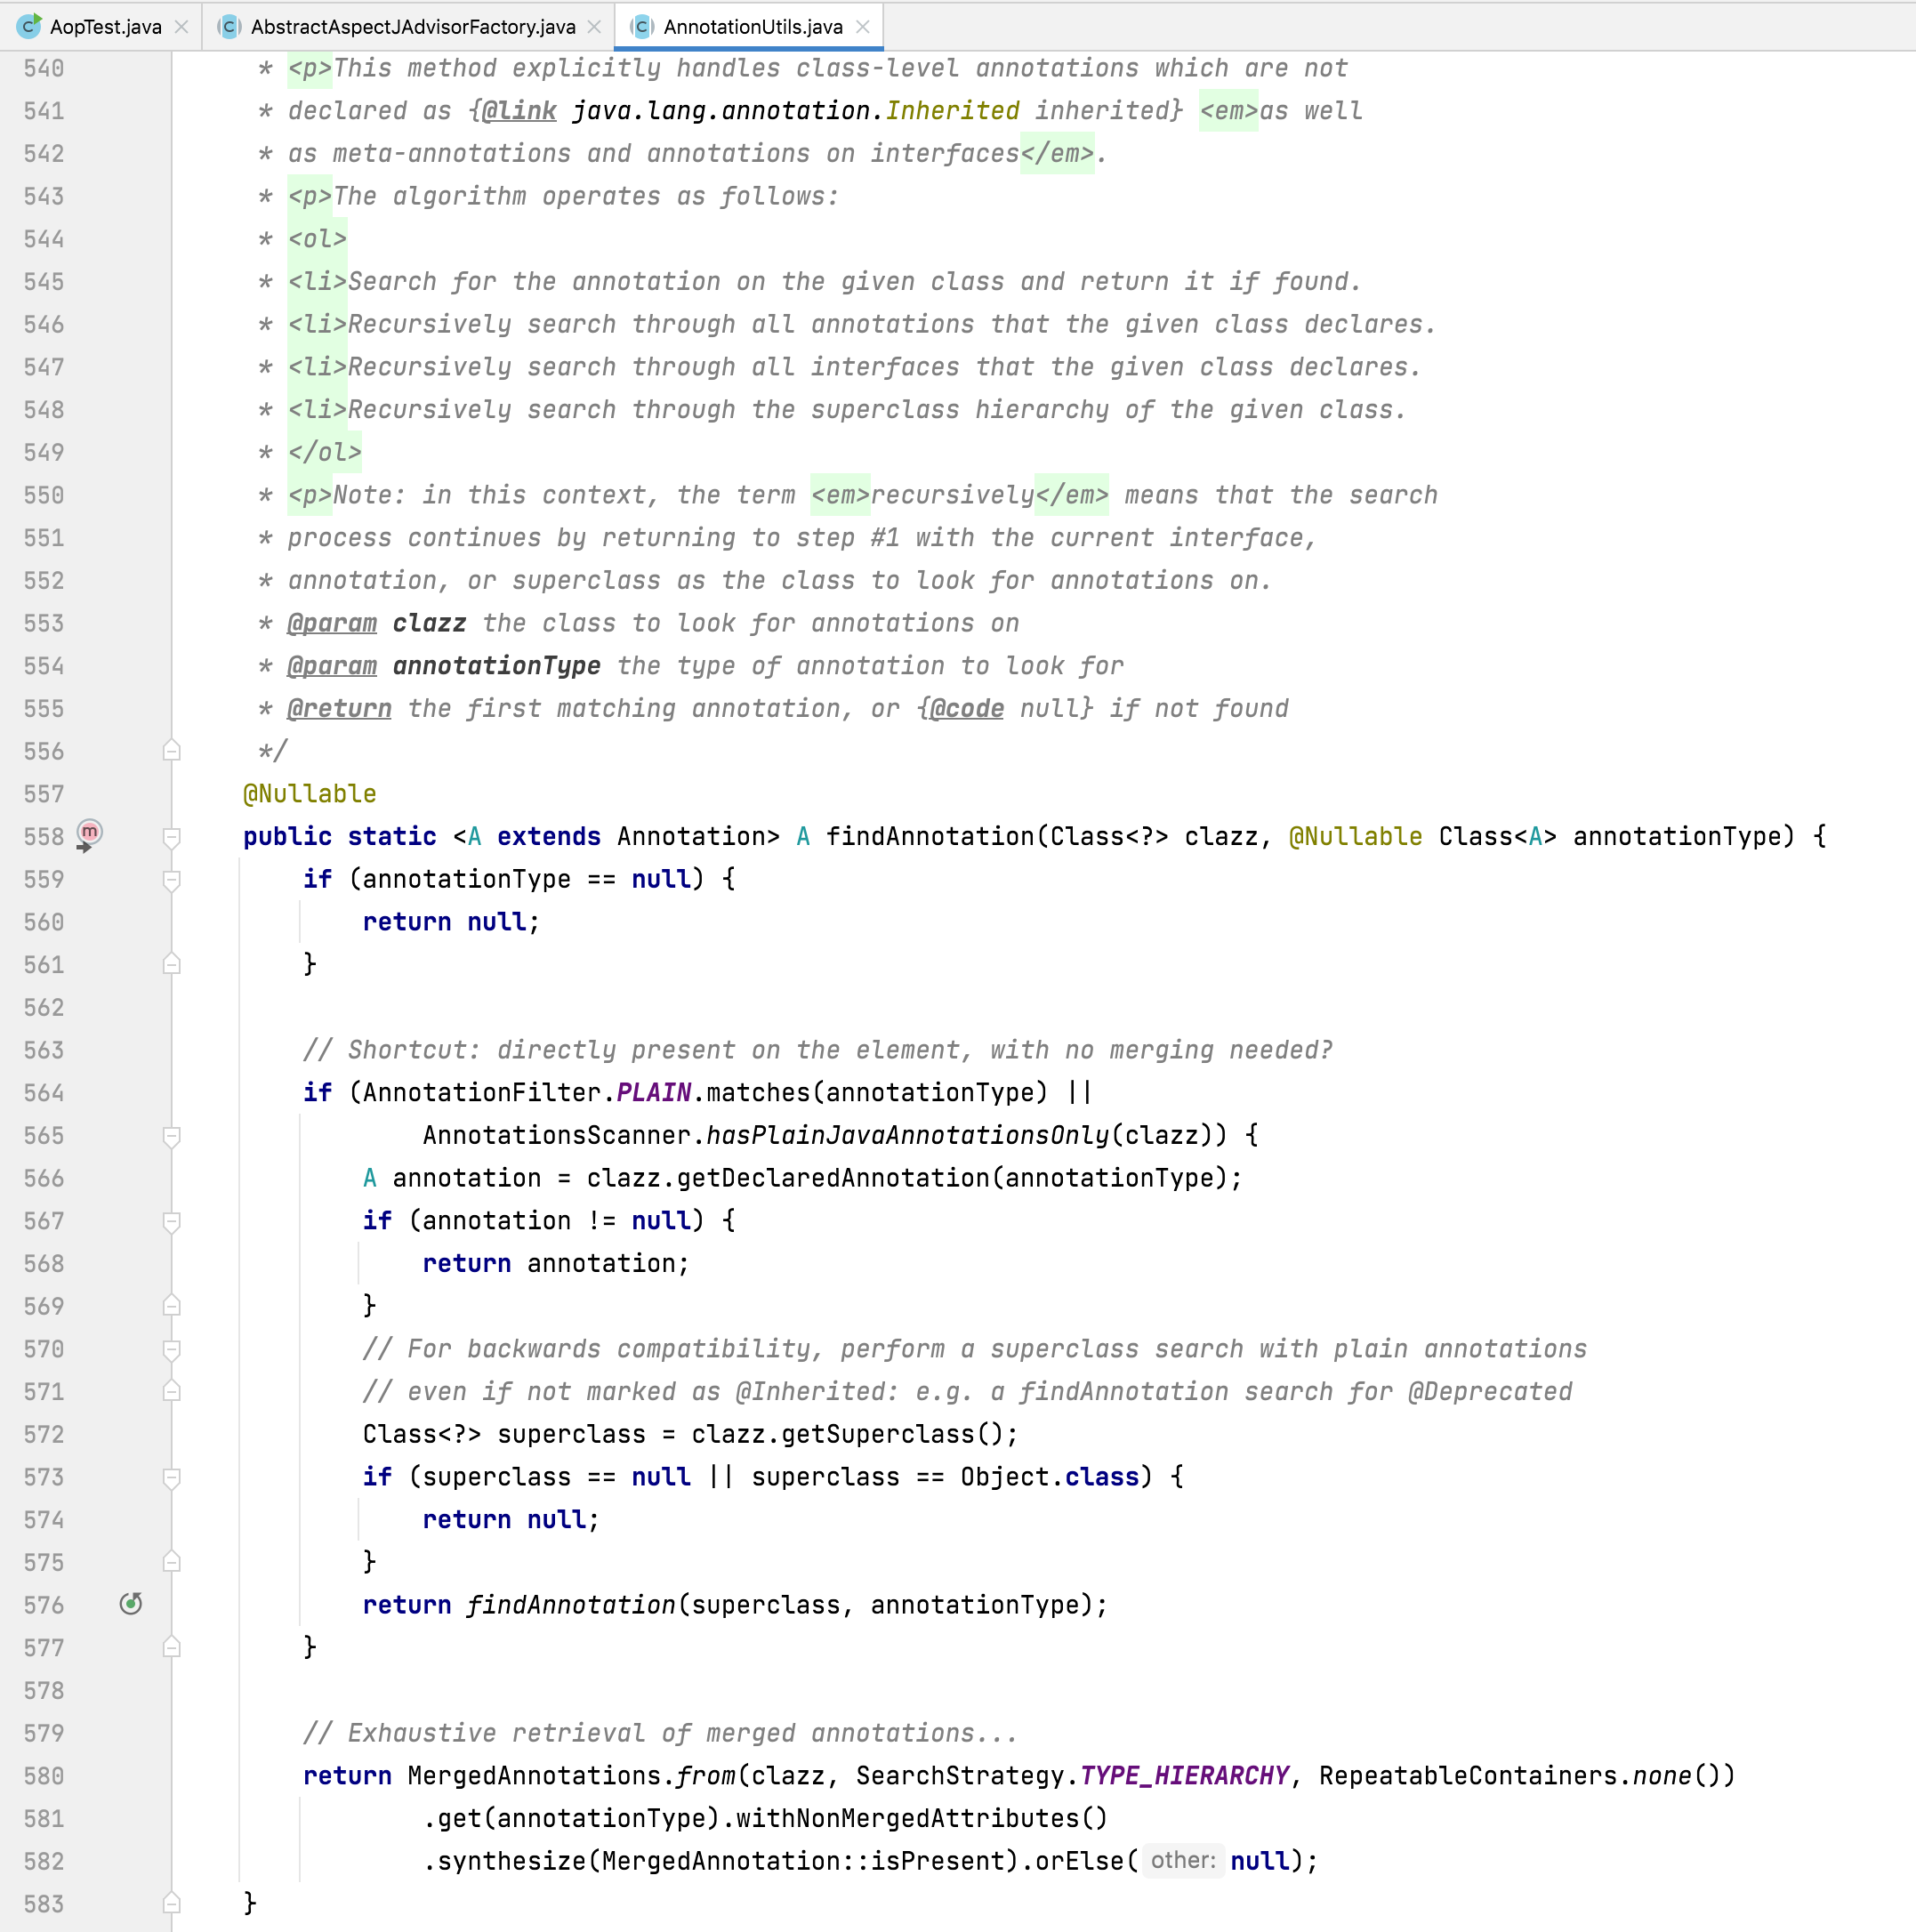 AopTest.java AbstractAspectJAdvisorFactory.java AnnotationUtils.java
540 * <p>This method explicitly handles class-level annotations which are not
541 * declared as {@link java.lang.annotation.Inherited inherited} <em>as well
542 * as meta-annotations and annotations on interfaces</em>.
543 * <p>The algorithm operates as follows:
544 * <ol>
545 * <li>Search for the annotation on the given class and return it if found.
546 * <li>Recursively search through all annotations that the given class declares.
547 * <li>Recursively search through all interfaces that the given class declares.
548 * <li>Recursively search through the superclass hierarchy of the given class.
549 * </ol>
550 * <p>Note: in this context, the term <em>recursively</em> means that the search
551 * process continues by returning to step #1 with the current interface,
552 * annotation, or superclass as the class to look for annotations on.
553 * @param clazz the class to look for annotations on
554 * @param annotationType the type of annotation to look for
555 * @return the first matching annotation, or {@code null} if not found
556 */
557 @Nullable
558 public static <A extends Annotation> A findAnnotation(Class<?> clazz, @Nullable Class<A> annotationType) {
559 if (annotationType == null) {
560 return null;
561 }
562
563 // Shortcut: directly present on the element, with no merging needed?
564 if (AnnotationFilter.PLAIN.matches(annotationType) ||
565 AnnotationsScanner.hasPlainJavaAnnotationsOnly(clazz)) {
566 A annotation = clazz.getDeclaredAnnotation(annotationType);
567 if (annotation != null) {
568 return annotation;
569 }
570 // For backwards compatibility, perform a superclass search with plain annotations
571 // even if not marked as @Inherited: e.g. a findAnnotation search for @Deprecated
572 Class<?> superclass = clazz.getSuperclass();
573 if (superclass == null || superclass == Object.class) {
574 return null;
575 }
576 return findAnnotation(superclass, annotationType);
577 }
578
579 // Exhaustive retrieval of merged annotations...
580 return MergedAnnotations.from(clazz, SearchStrategy.TYPE_HIERARCHY, RepeatableContainers.none())
581 .get(annotationType).withNonMergedAttributes()
582 .synthesize(MergedAnnotation::isPresent).orElse( other: null);
583 }